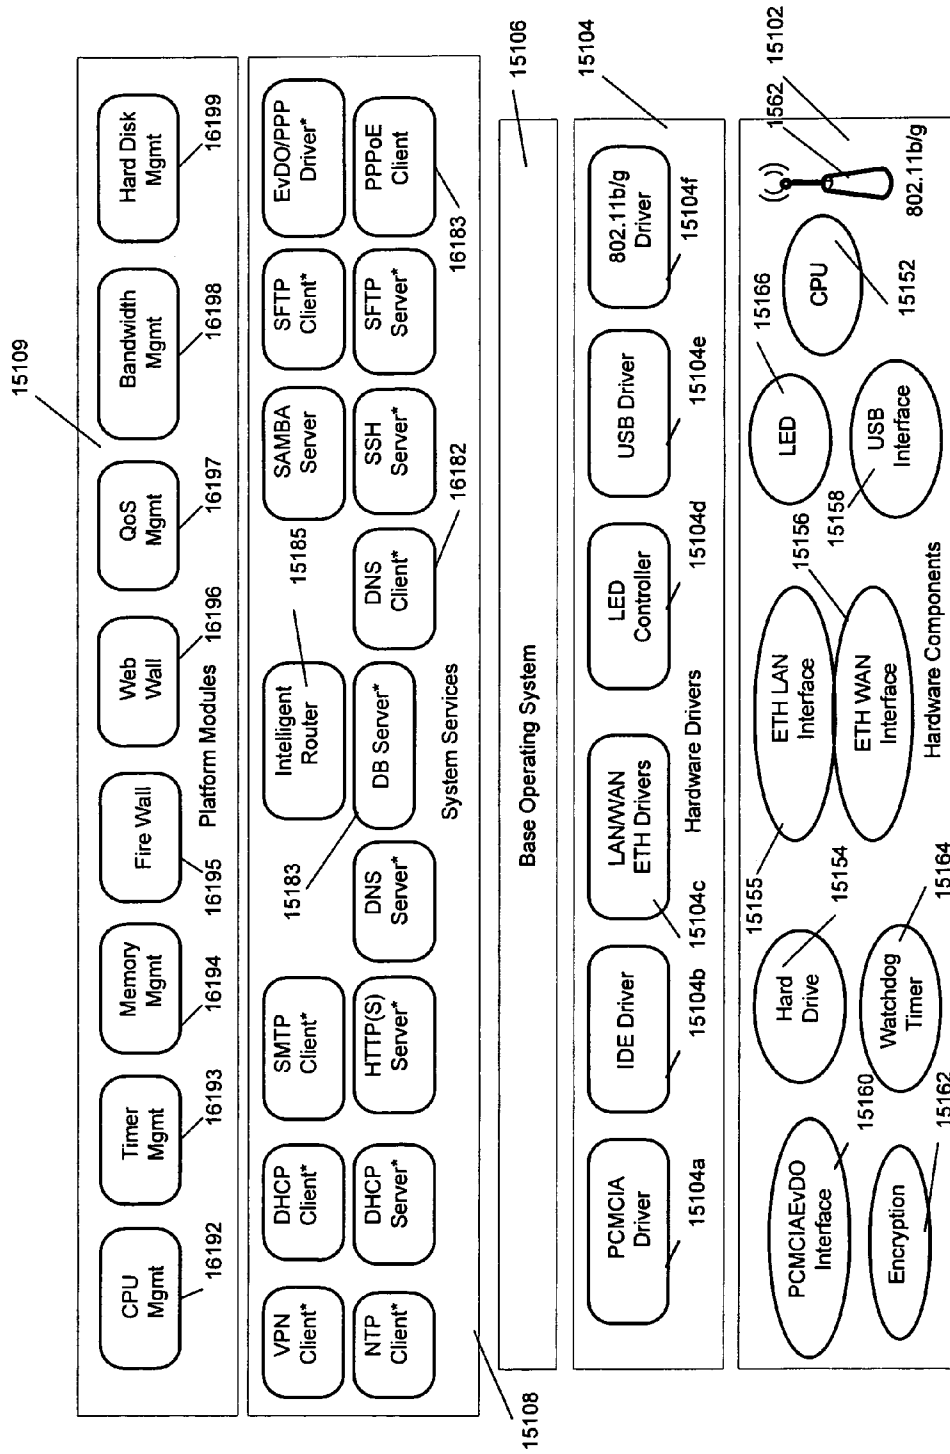 15109
CPU
Mgmt
16192
Timer
Mgmt
16193
Memory
Mgmt
16194
Fire Wall
16195
Web
Wall
16196
QoS
Mgmt
16197
Bandwidth
Mgmt
16198
Hard Disk
Mgmt
16199
Platform Modules
VPN
Client*
DHCP
Client*
SMTP
Client*
Intelligent
Router
15185
SAMBA
Server
SFTP
Client*
EvDO/PPP
Driver*
NTP
Client*
DHCP
Server*
HTTP(S)
Server*
DNS
Server*
15183
DB Server*
DNS
Client*
16182
SSH
Server*
SFTP
Server*
PPPoE
Client
16183
System Services
15108
Base Operating System
15106
PCMCIA
Driver
15104a
IDE Driver
15104b
LAN/WAN
ETH Drivers
15104c
LED
Controller
15104d
USB Driver
15104e
802.11b/g
Driver
15104f
Hardware Drivers
15104
PCMCIAEvDO
Interface
15160
Hard
Drive
15154
15155
ETH LAN
Interface
15156
LED
15166
CPU
15152
1562
15102
802.11b/g
Encryption
15162
Watchdog
Timer
15164
ETH WAN
Interface
15158
USB
Interface
Hardware Components